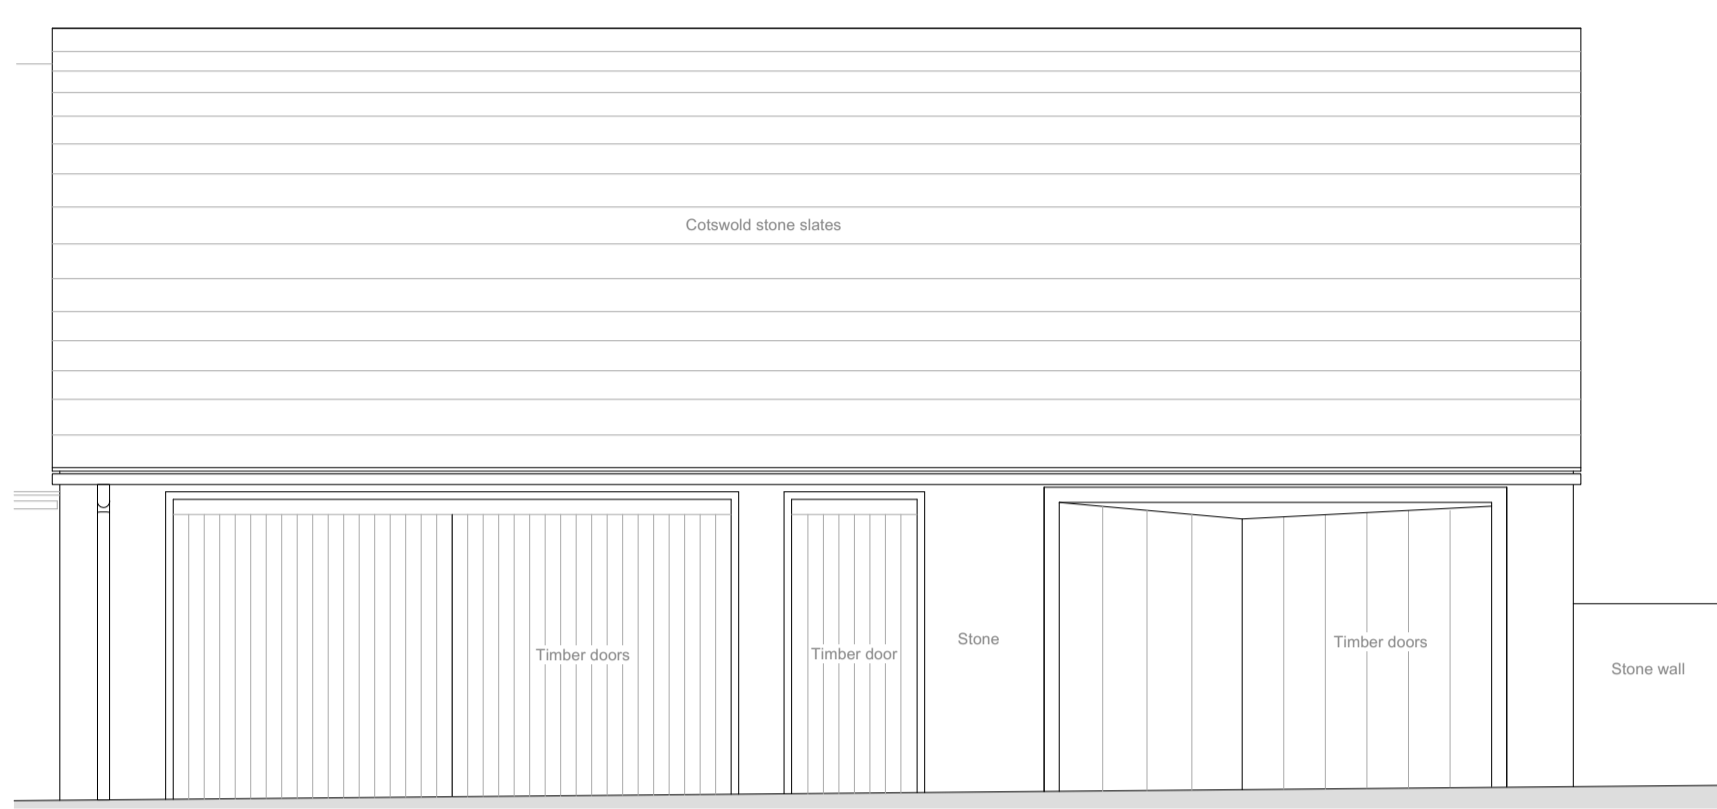 Cotswold stone slates
Timber doors
Timber door
Stone
Timber doors
Stone wall